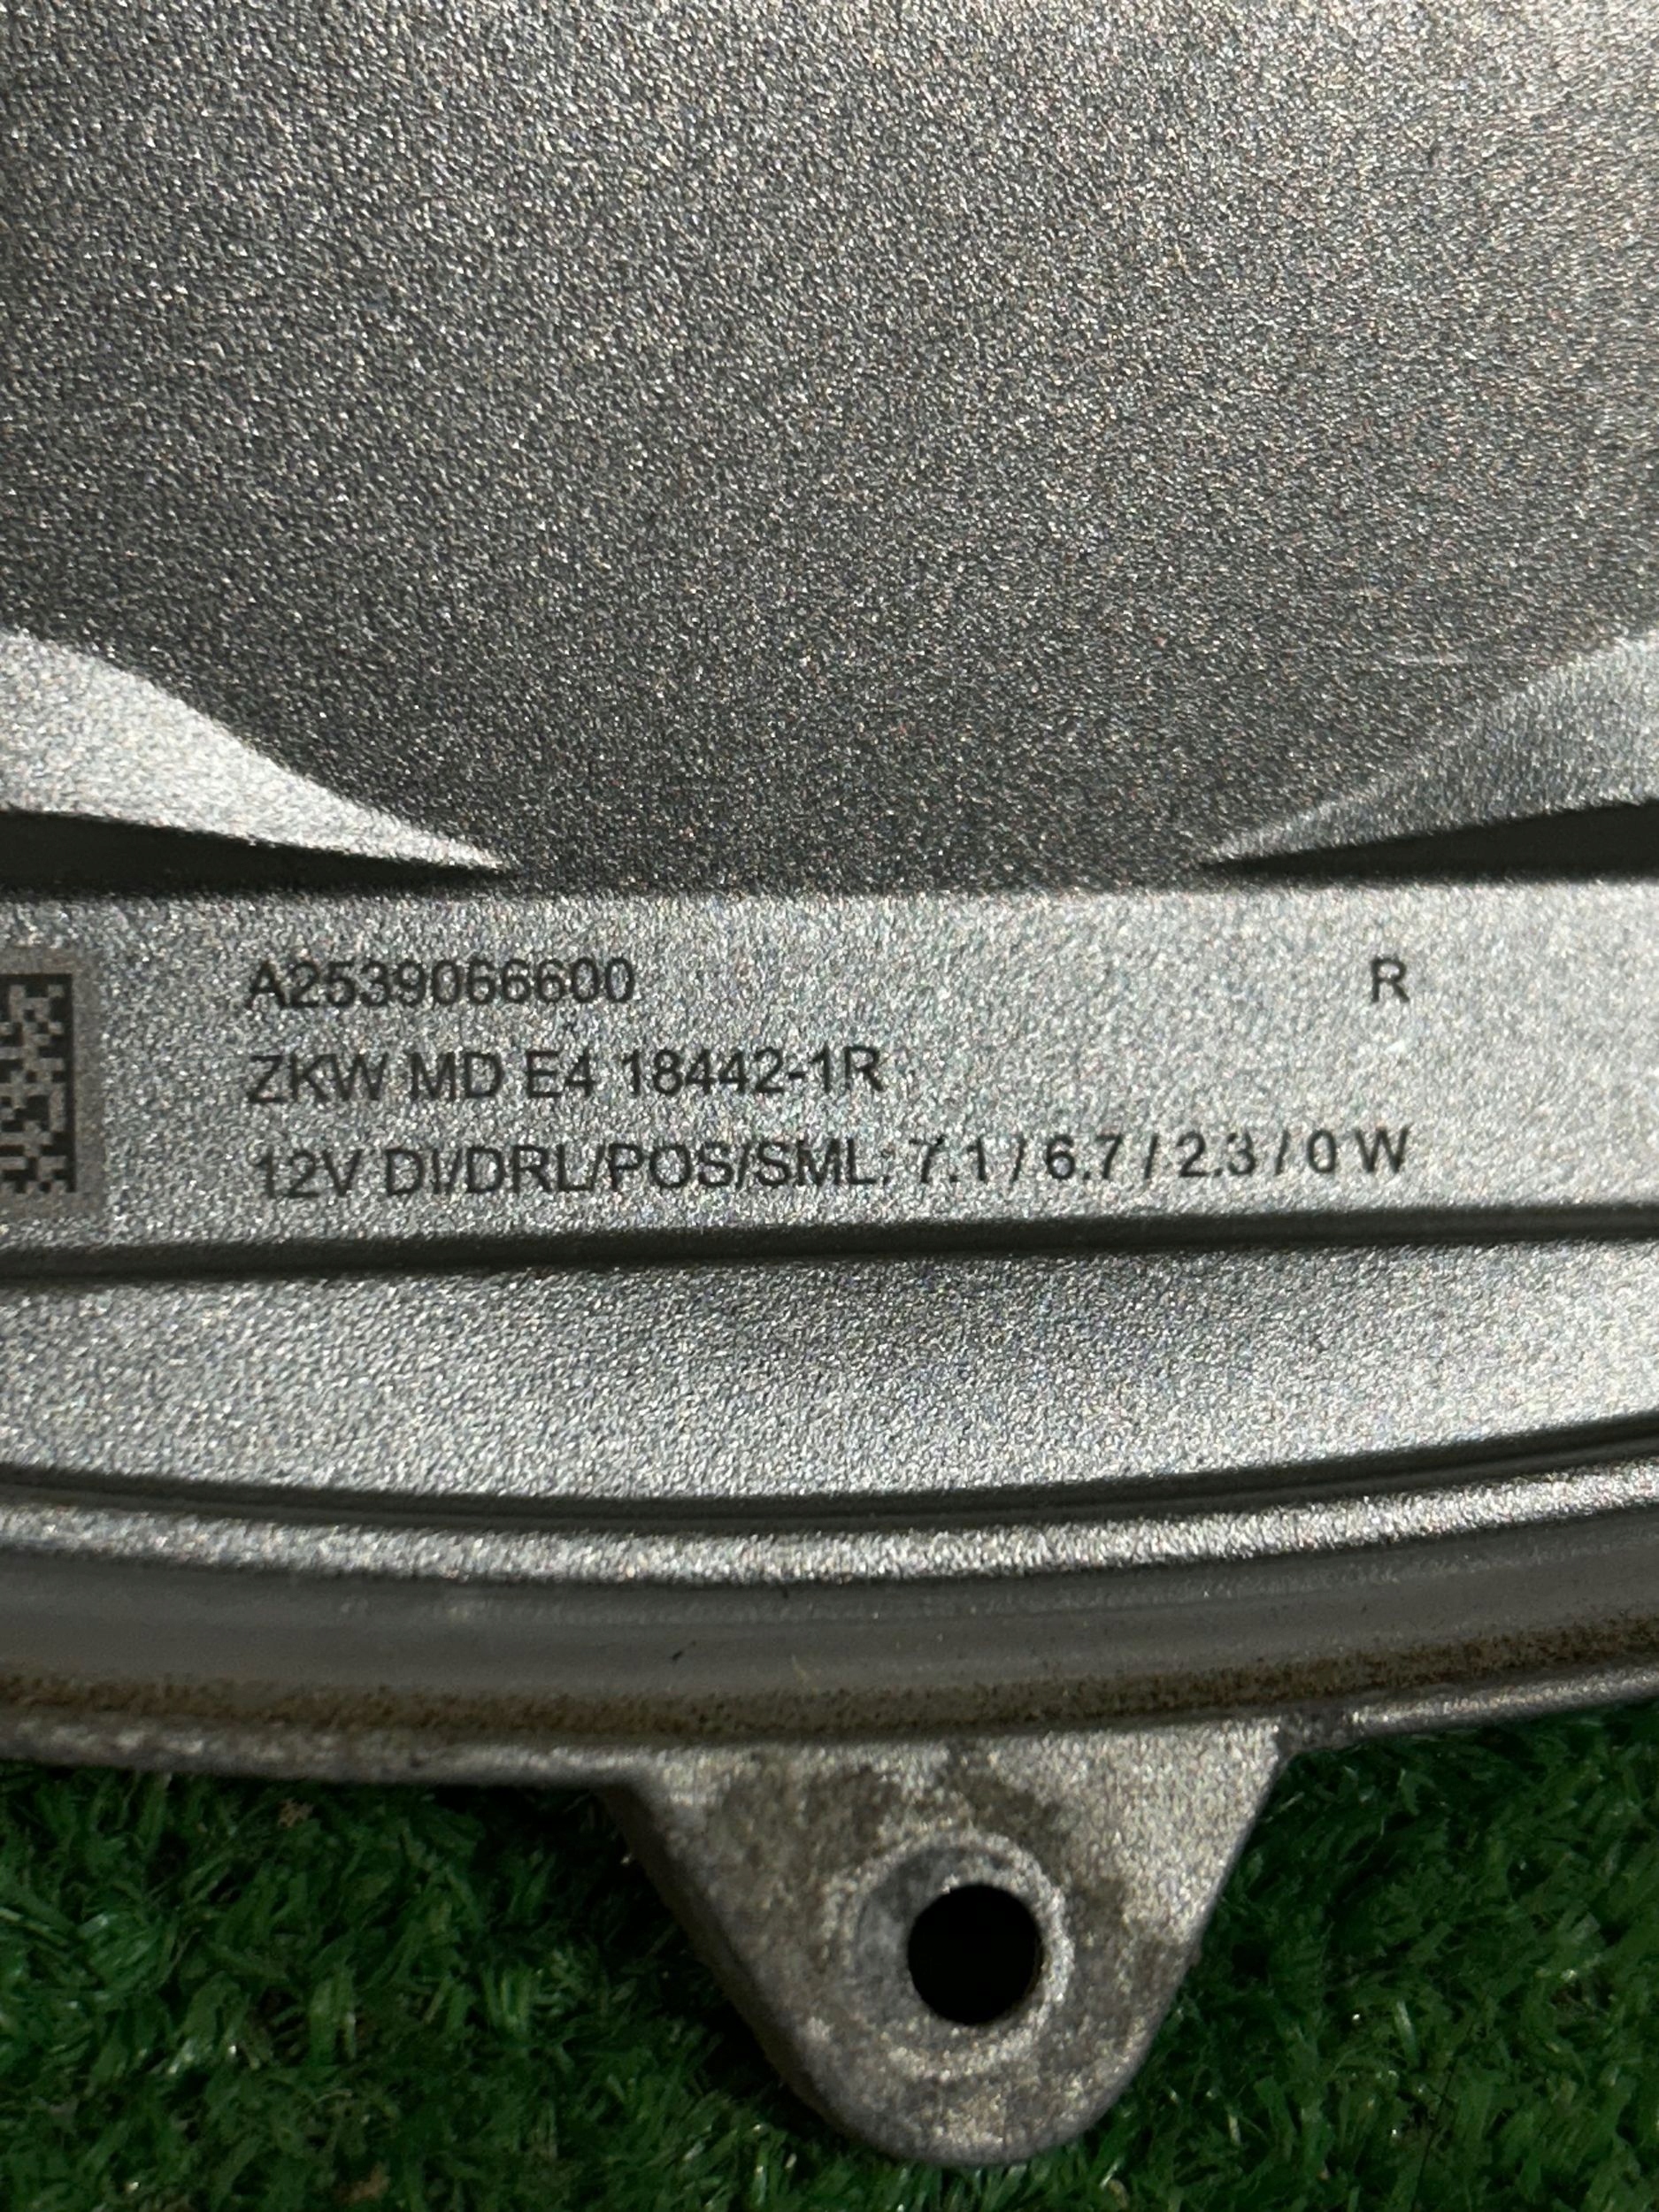 A2539066600 R
ZKW MD E4 18442-1R
12V DI/DRL/POS/SML: 7.1 / 6.7 / 2.3 / 0 W